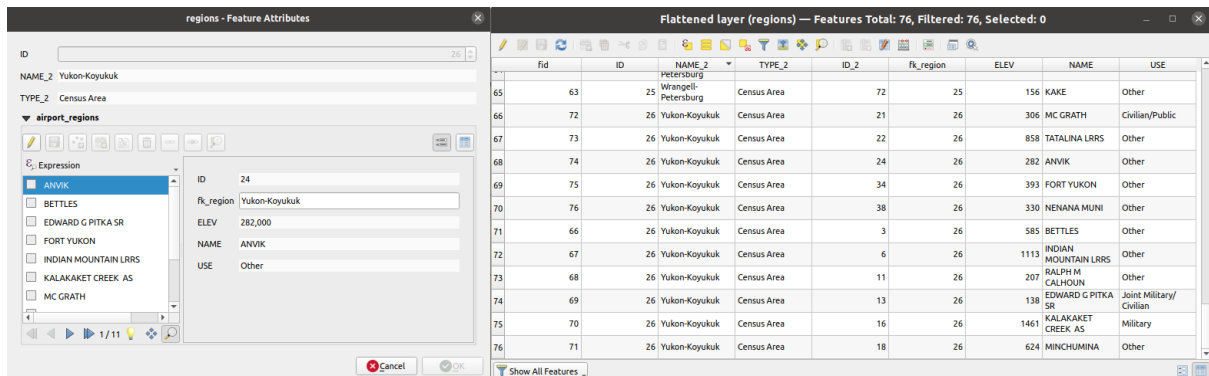 regions - Feature Attributes
ID 26
NAME_2 Yukon-Koyukuk
TYPE_2 Census Area
airport_regions
Expression
ANVIK
BETTLES
EDWARD G PITKA SR
FORT YUKON
INDIAN MOUNTAIN LRRS
KALAKAKET CREEK AS
MC GRATH
1 / 11
ID 24
fk_region Yukon-Koyukuk
ELEV 282,000
NAME ANVIK
USE Other
Cancel
OK
Flattened layer (regions) — Features Total: 76, Filtered: 76, Selected: 0
fid ID NAME_2 TYPE_2 ID_2 fk_region ELEV NAME USE
Petersburg
65 63 25 Wrangell-Petersburg Census Area 72 25 156 KAKE Other
66 72 26 Yukon-Koyukuk Census Area 21 26 306 MC GRATH Civilian/Public
67 73 26 Yukon-Koyukuk Census Area 22 26 858 TATALINA LRRS Other
68 74 26 Yukon-Koyukuk Census Area 24 26 282 ANVIK Other
69 75 26 Yukon-Koyukuk Census Area 34 26 393 FORT YUKON Other
70 76 26 Yukon-Koyukuk Census Area 38 26 330 NENANA MUNI Other
71 66 26 Yukon-Koyukuk Census Area 3 26 585 BETTLES Other
72 67 26 Yukon-Koyukuk Census Area 6 26 1113 INDIAN MOUNTAIN LRRS Other
73 68 26 Yukon-Koyukuk Census Area 11 26 207 RALPH M CALHOUN Other
74 69 26 Yukon-Koyukuk Census Area 13 26 138 EDWARD G PITKA SR Joint Military/Civilian
75 70 26 Yukon-Koyukuk Census Area 16 26 1461 KALAKAKET CREEK AS Military
76 71 26 Yukon-Koyukuk Census Area 18 26 624 MINCHUMINA Other
Show All Features